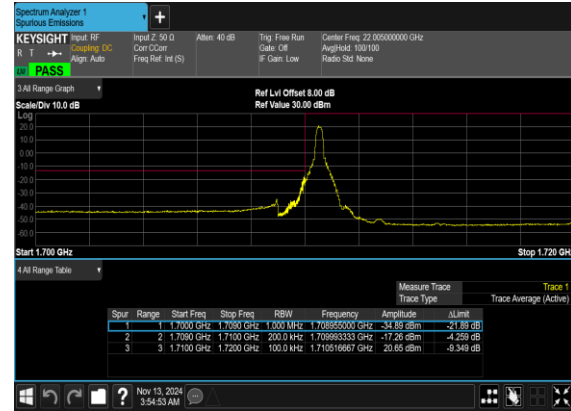 Spectrum Analyzer 1
Spurious Emissions
+
KEYSIGHT Input: RF Input Z: 50 Ω Atten: 40 dB Trig: Free Run Center Freq: 22.005000000 GHz
R T Coupling: DC Corr CCorr Gate: Off Avg|Hold: 100/100
Align: Auto Freq Ref: Int (S) IF Gain: Low Radio Std: None
PASS
3 All Range Graph
Ref Lvl Offset 8.00 dB
Scale/Div 10.0 dB Ref Value 30.00 dBm
Log
20.0
10.0
0.00
-10.0
-20.0
-30.0
-40.0
-50.0
-60.0
Start 1.700 GHz Stop 1.720 GH
4 All Range Table
Measure Trace Trace 1
Trace Type Trace Average (Active)
Spur Range Start Freq Stop Freq RBW Frequency Amplitude ΔLimit
1 1 1.7000 GHz 1.7090 GHz 1.000 MHz 1.708955000 GHz -34.89 dBm -21.89 dB
2 2 1.7090 GHz 1.7100 GHz 200.0 kHz 1.709993333 GHz -17.26 dBm -4.259 dB
3 3 1.7100 GHz 1.7200 GHz 100.0 kHz 1.710516667 GHz 20.65 dBm -9.349 dB
? Nov 13, 2024
3:54:53 AM